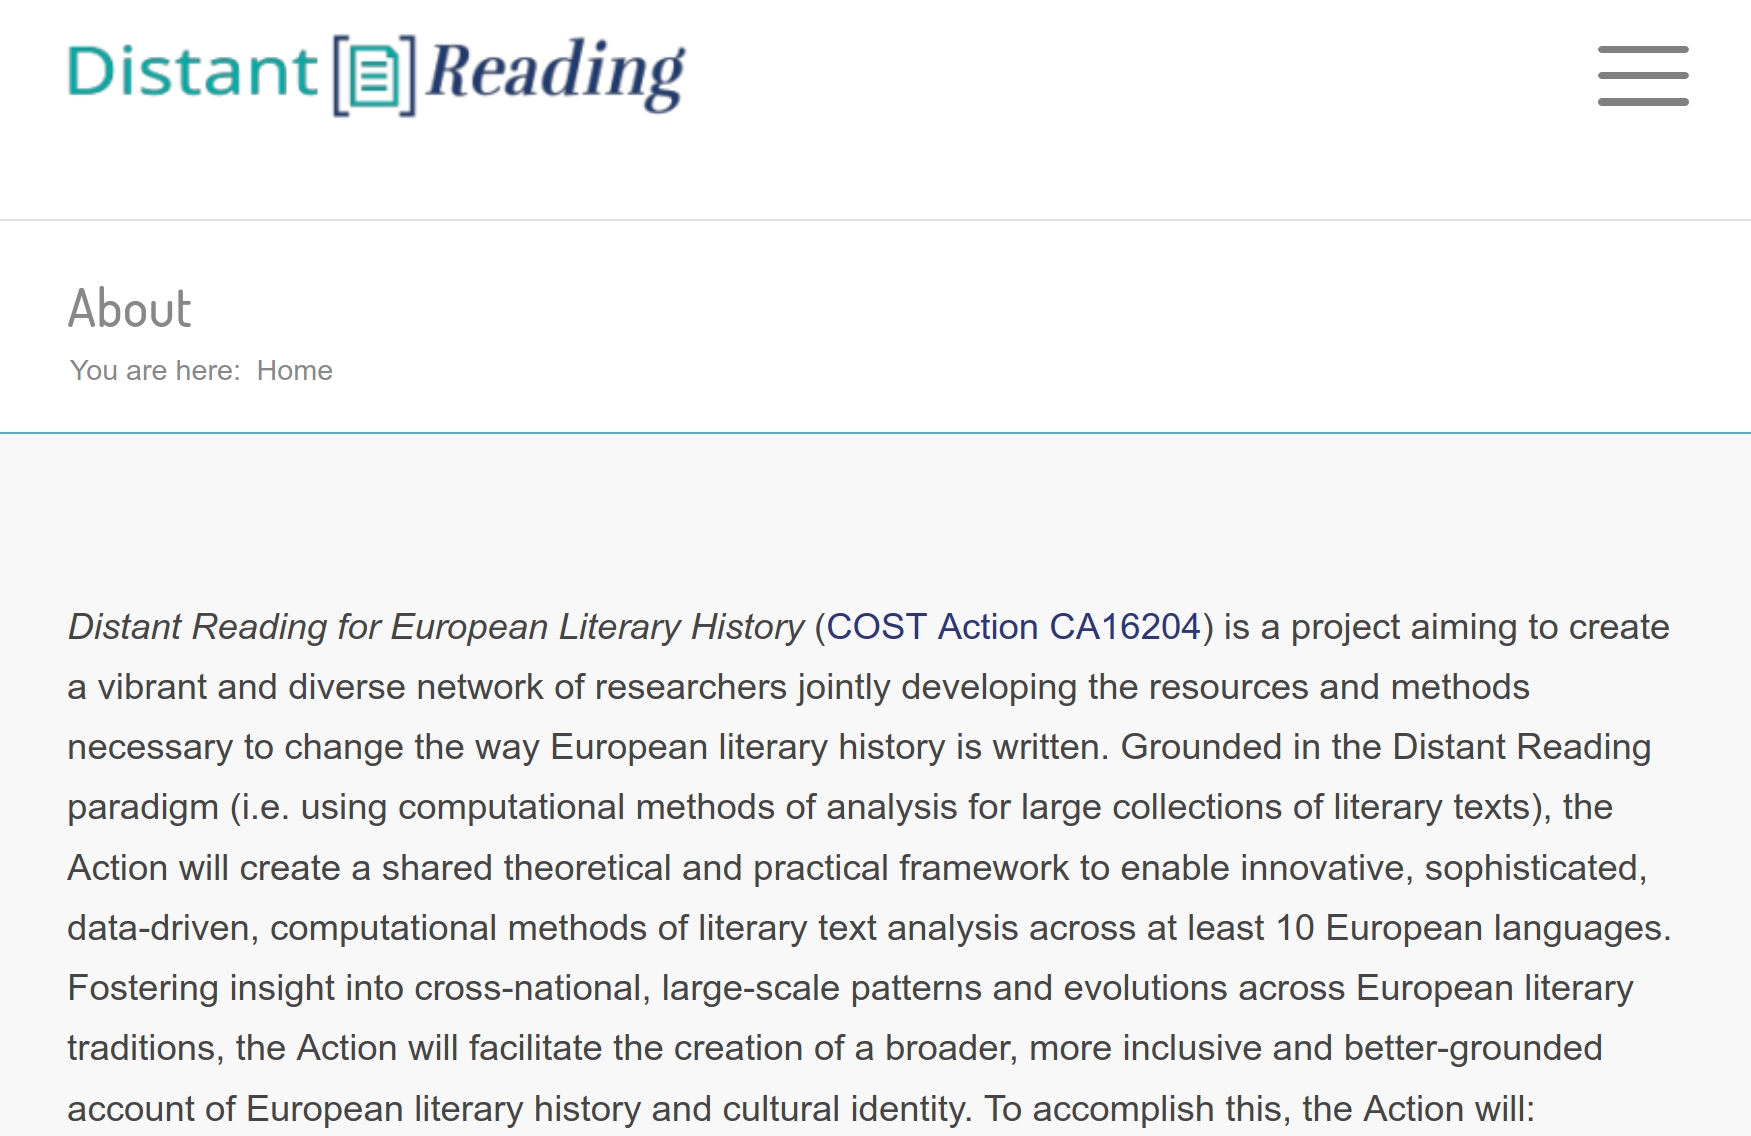 Distant Reading
About
You are here: Home
Distant Reading for European Literary History (COST Action CA16204) is a project aiming to create
a vibrant and diverse network of researchers jointly developing the resources and methods
necessary to change the way European literary history is written. Grounded in the Distant Reading
paradigm (i.e. using computational methods of analysis for large collections of literary texts), the
Action will create a shared theoretical and practical framework to enable innovative, sophisticated,
data-driven, computational methods of literary text analysis across at least 10 European languages.
Fostering insight into cross-national, large-scale patterns and evolutions across European literary
traditions, the Action will facilitate the creation of a broader, more inclusive and better-grounded
account of European literary history and cultural identity. To accomplish this, the Action will: